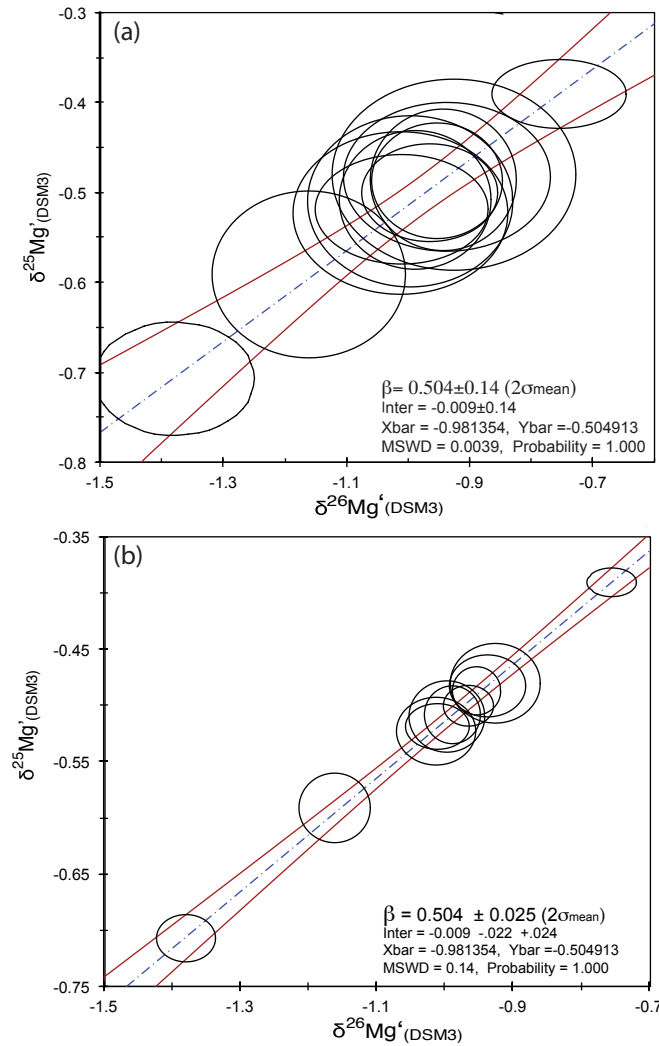 (a)
-0.3
-0.4
-0.5
-0.6
-0.7
-0.8
δ25Mg'(DSM3)
β= 0.504±0.14 (2σmean)
Inter = -0.009±0.14
Xbar = -0.981354, Ybar =-0.504913
MSWD = 0.0039, Probability = 1.000
-1.5 -1.3 -1.1 -0.9 -0.7
δ26Mg‘(DSM3)
(b)
-0.35
-0.45
-0.55
-0.65
-0.75
δ25Mg'(DSM3)
β = 0.504 ± 0.025 (2σmean)
Inter = -0.009 -.022 +.024
Xbar = -0.981354, Ybar =-0.504913
MSWD = 0.14, Probability = 1.000
-1.5 -1.3 -1.1 -0.9 -0.7
δ26Mg‘(DSM3)